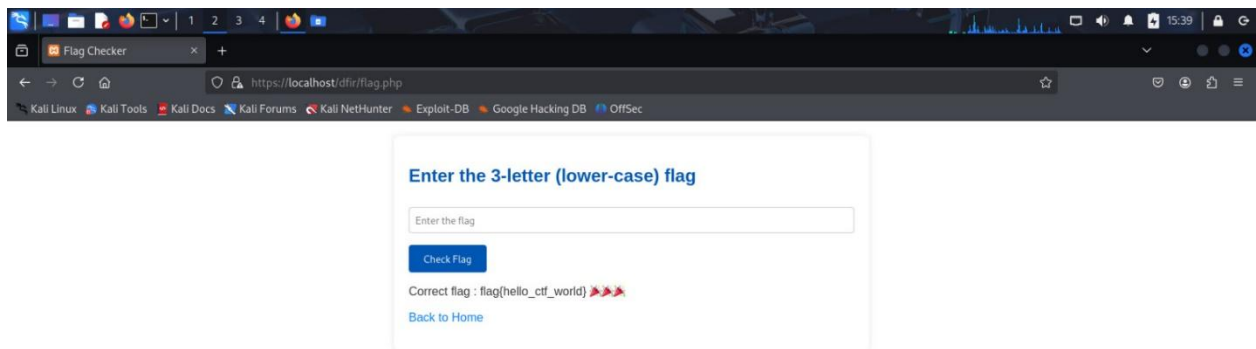 1 2 3 4 15:39
Flag Checker
https://localhost/dfir/flag.php
Kali Linux Kali Tools Kali Docs Kali Forums Kali NetHunter Exploit-DB Google Hacking DB OffSec
Enter the 3-letter (lower-case) flag
Enter the flag
Check Flag
Correct flag : flag{hello_ctf_world} 🎉🎉🎉
Back to Home